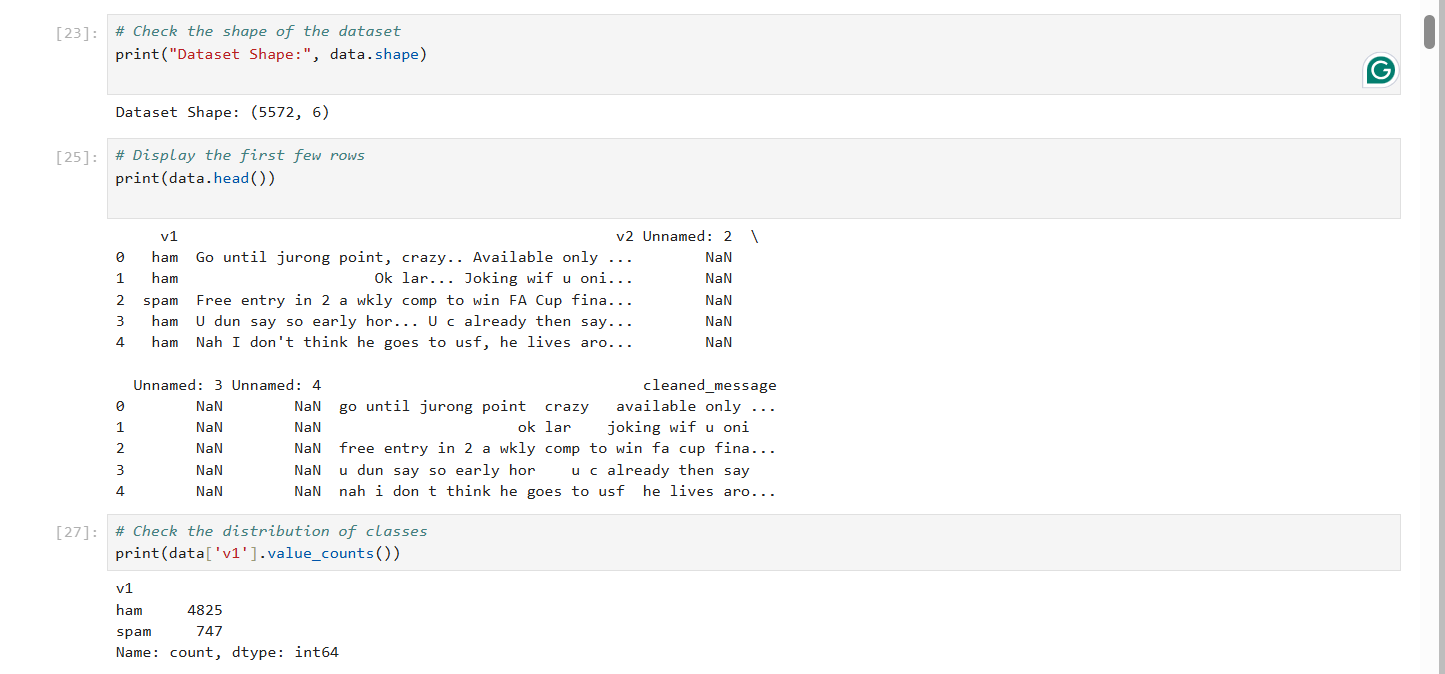 [23]: # Check the shape of the dataset
print("Dataset Shape:", data.shape)
G
Dataset Shape: (5572, 6)
[25]: # Display the first few rows
print(data.head())
v1 v2 Unnamed: 2 \
0 ham Go until jurong point, crazy.. Available only ... NaN
1 ham Ok lar... Joking wif u oni... NaN
2 spam Free entry in 2 a wkly comp to win FA Cup fina... NaN
3 ham U dun say so early hor... U c already then say... NaN
4 ham Nah I don't think he goes to usf, he lives aro... NaN
Unnamed: 3 Unnamed: 4 cleaned_message
0 NaN NaN go until jurong point  crazy   available only ...
1 NaN NaN ok lar    joking wif u oni
2 NaN NaN free entry in 2 a wkly comp to win fa cup fina...
3 NaN NaN u dun say so early hor    u c already then say
4 NaN NaN nah i don t think he goes to usf  he lives aro...
[27]: # Check the distribution of classes
print(data['v1'].value_counts())
v1
ham 4825
spam 747
Name: count, dtype: int64